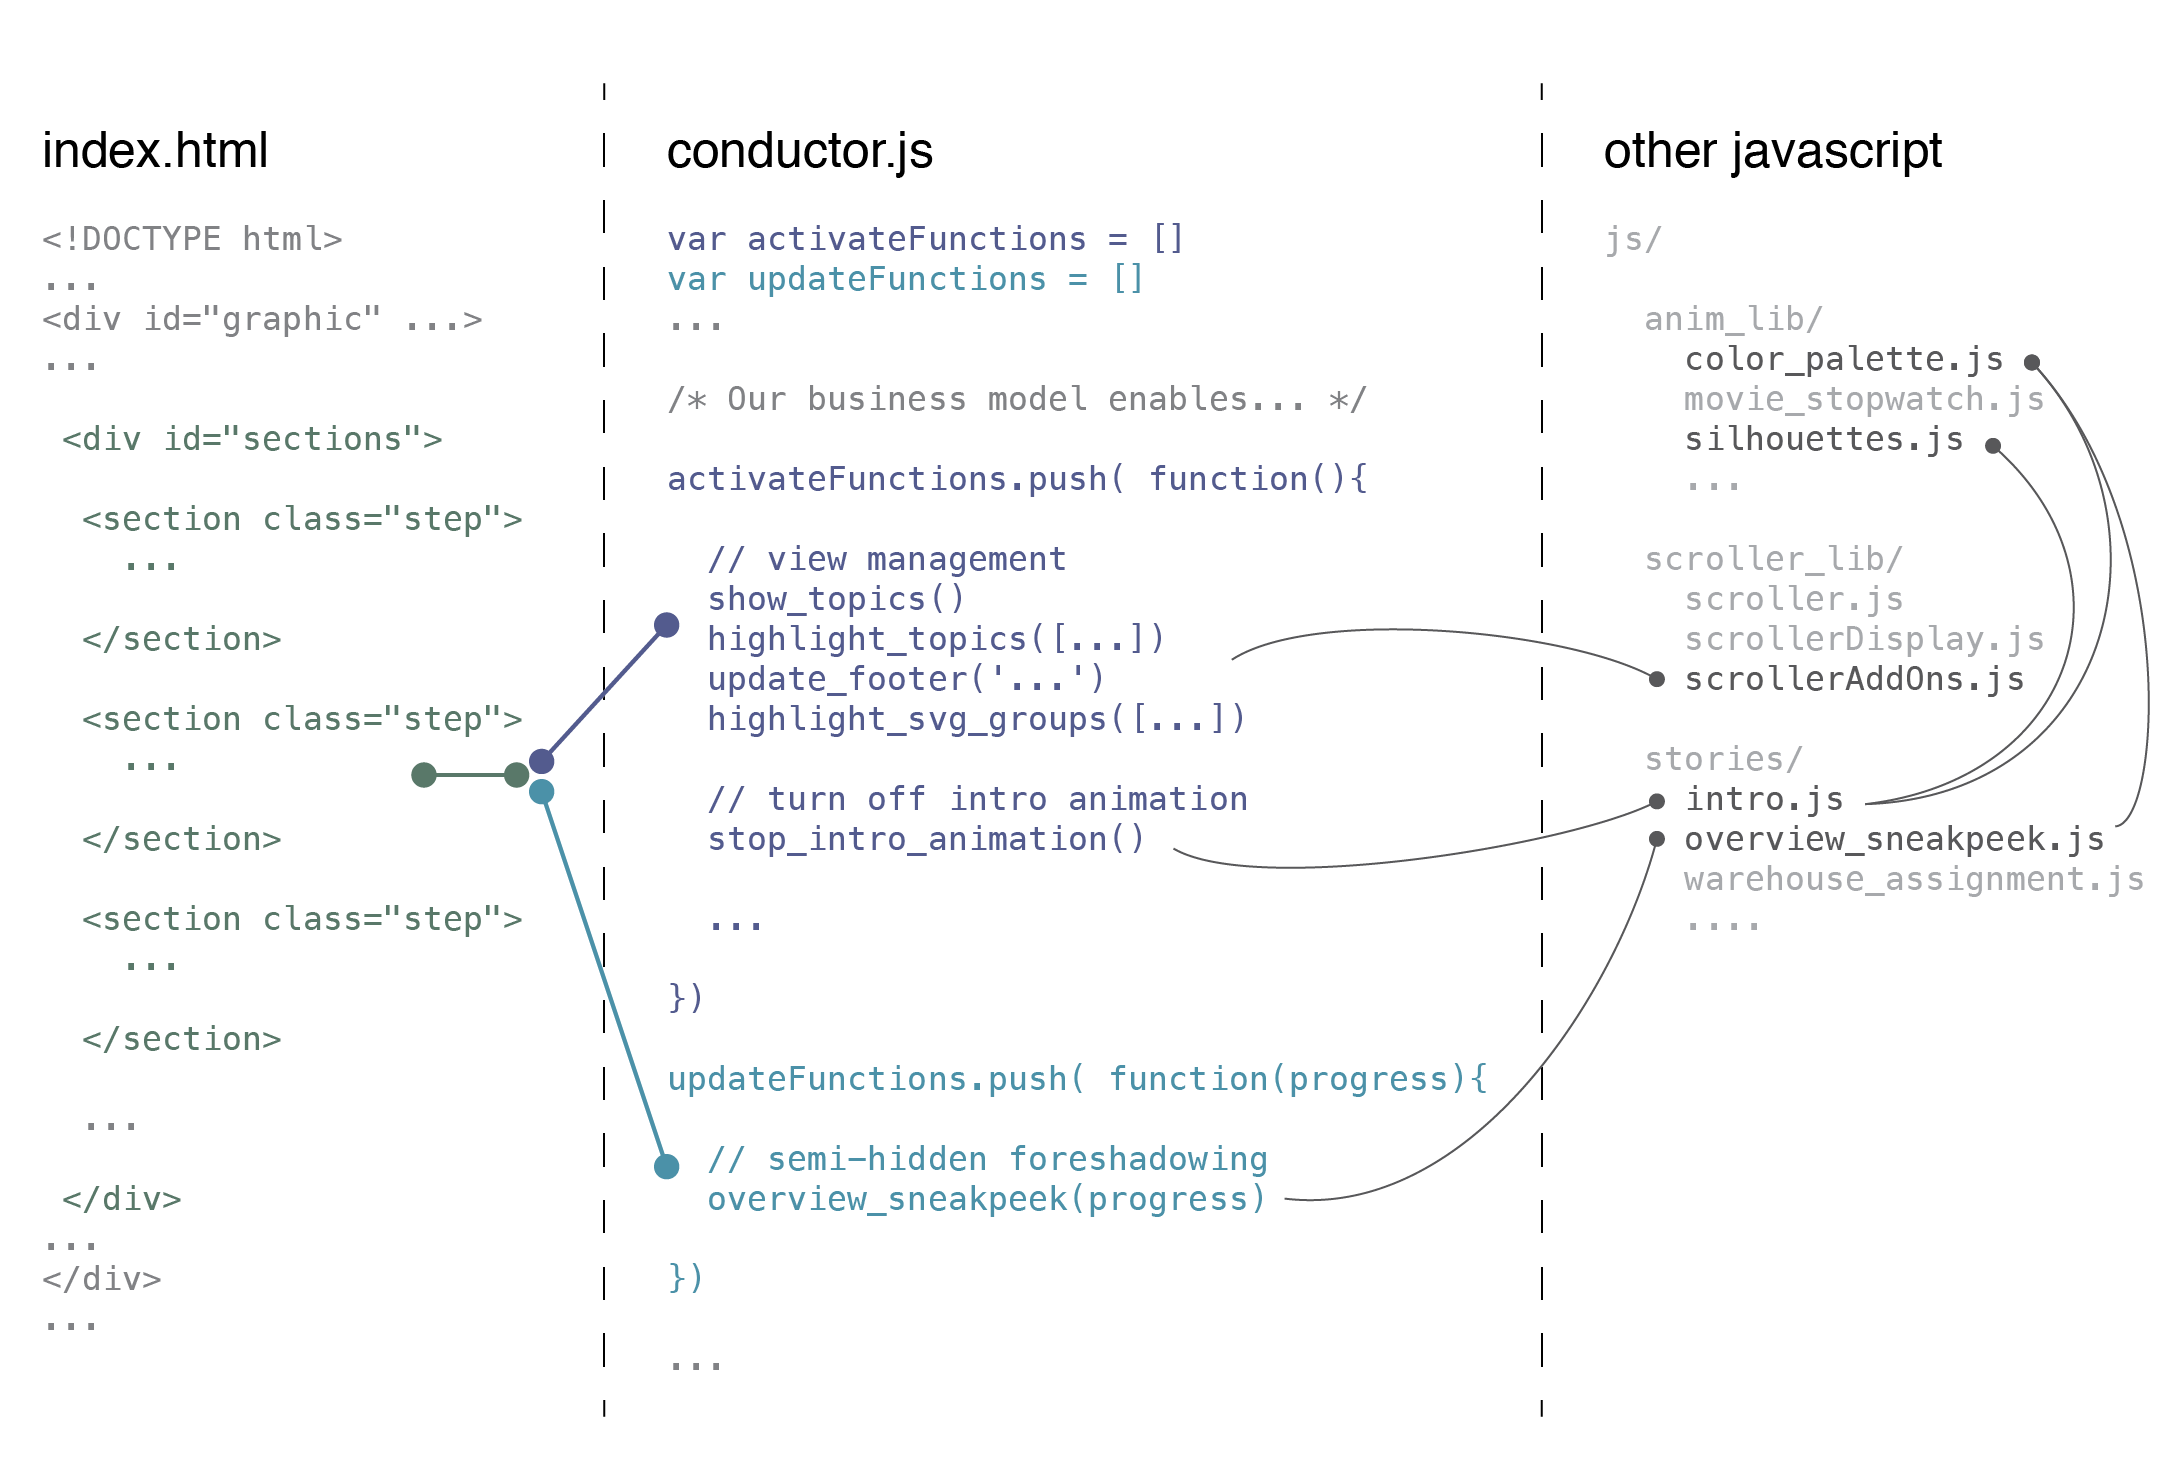 index.html
<!DOCTYPE html>
...
<div id="graphic" ...>
...
<div id="sections">
<section class="step">
...
</section>
<section class="step">
...
</section>
<section class="step">
...
</section>
...
</div>
...
</div>
...
conductor.js
var activateFunctions = []
var updateFunctions = []
...
/* Our business model enables... */
activateFunctions.push( function(){
// view management
show_topics()
highlight_topics([...])
update_footer('...')
highlight_svg_groups([...])
// turn off intro animation
stop_intro_animation()
...
})
updateFunctions.push( function(progress){
// semi-hidden foreshadowing
overview_sneakpeek(progress)
})
...
other javascript
js/
anim_lib/
color_palette.js
movie_stopwatch.js
silhouettes.js
...
scroller_lib/
scroller.js
scrollerDisplay.js
scrollerAddOns.js
stories/
intro.js
overview_sneakpeek.js
warehouse_assignment.js
....